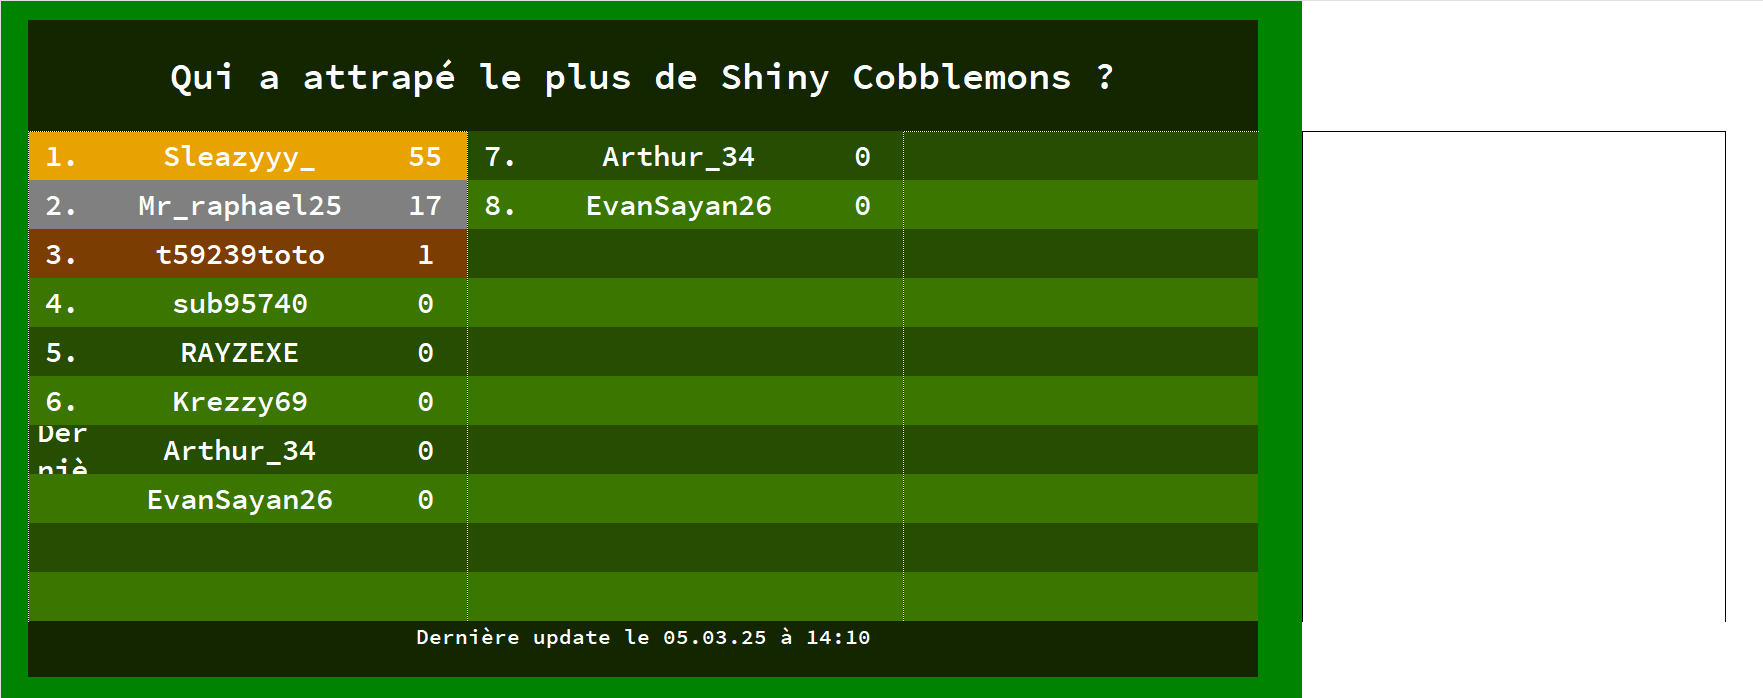 Qui a attrapé le plus de Shiny Cobblemons ?
1. Sleazyyy_ 55 7. Arthur_34 0
2. Mr_raphael25 17 8. EvanSayan26 0
3. t59239toto 1
4. sub95740 0
5. RAYZEXE 0
6. Krezzy69 0
Der
niè Arthur_34 0
EvanSayan26 0
Dernière update le 05.03.25 à 14:10